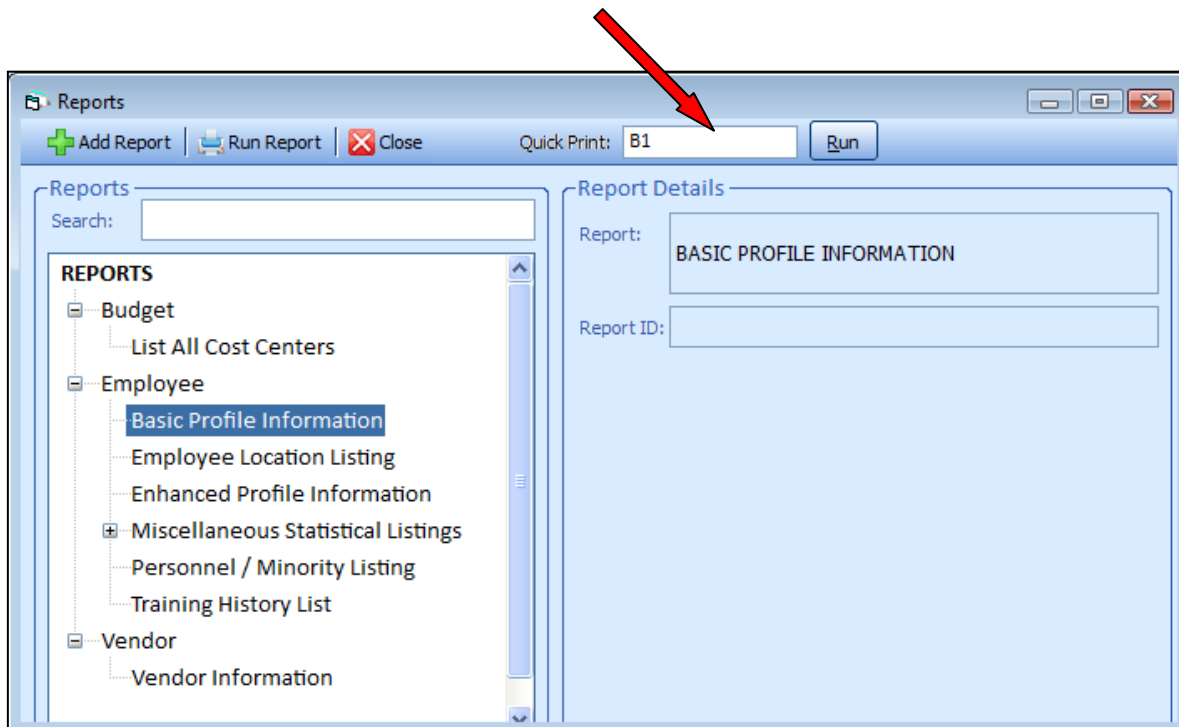 Reports
Add Report Run Report Close Quick Print: B1 Run
Reports
Search:
REPORTS
Budget
List All Cost Centers
Employee
Basic Profile Information
Employee Location Listing
Enhanced Profile Information
Miscellaneous Statistical Listings
Personnel / Minority Listing
Training History List
Vendor
Vendor Information
Report Details
Report: BASIC PROFILE INFORMATION
Report ID: